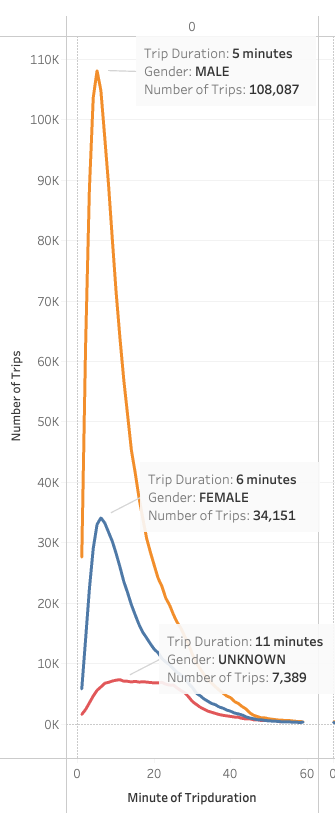 0
110K
Trip Duration: 5 minutes
Gender: MALE
Number of Trips: 108,087
100K
90K
80K
70K
60K
50K
40K
Trip Duration: 6 minutes
Gender: FEMALE
Number of Trips: 34,151
30K
20K
Trip Duration: 11 minutes
Gender: UNKNOWN
Number of Trips: 7,389
10K
0K
Number of Trips
0 20 40 60 0
Minute of Tripduration